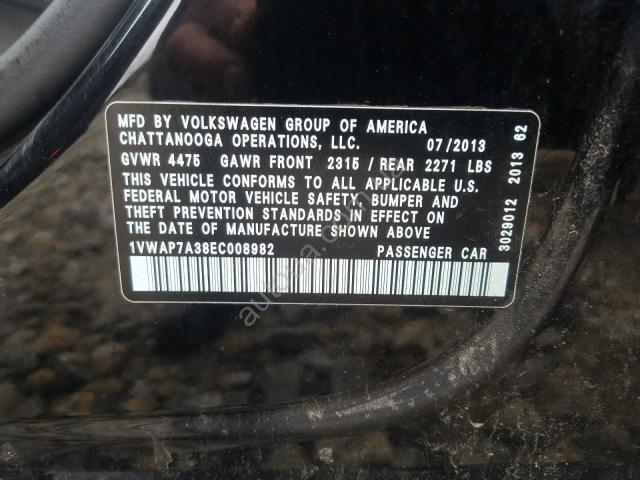 MFD BY VOLKSWAGEN GROUP OF AMERICA
CHATTANOOGA OPERATIONS, LLC. 07/2013
GVWR 4475 GAWR FRONT 2315 / REAR 2271 LBS
THIS VEHICLE CONFORMS TO ALL APPLICABLE U.S.
FEDERAL MOTOR VEHICLE SAFETY, BUMPER AND
THEFT PREVENTION STANDARDS IN EFFECT ON
THE DATE OF MANUFACTURE SHOWN ABOVE
1VWAP7A38EC008982 PASSENGER CAR
3029012 2013 62